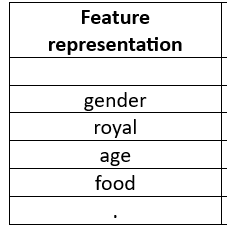 Feature
representation
gender
royal
age
food
.